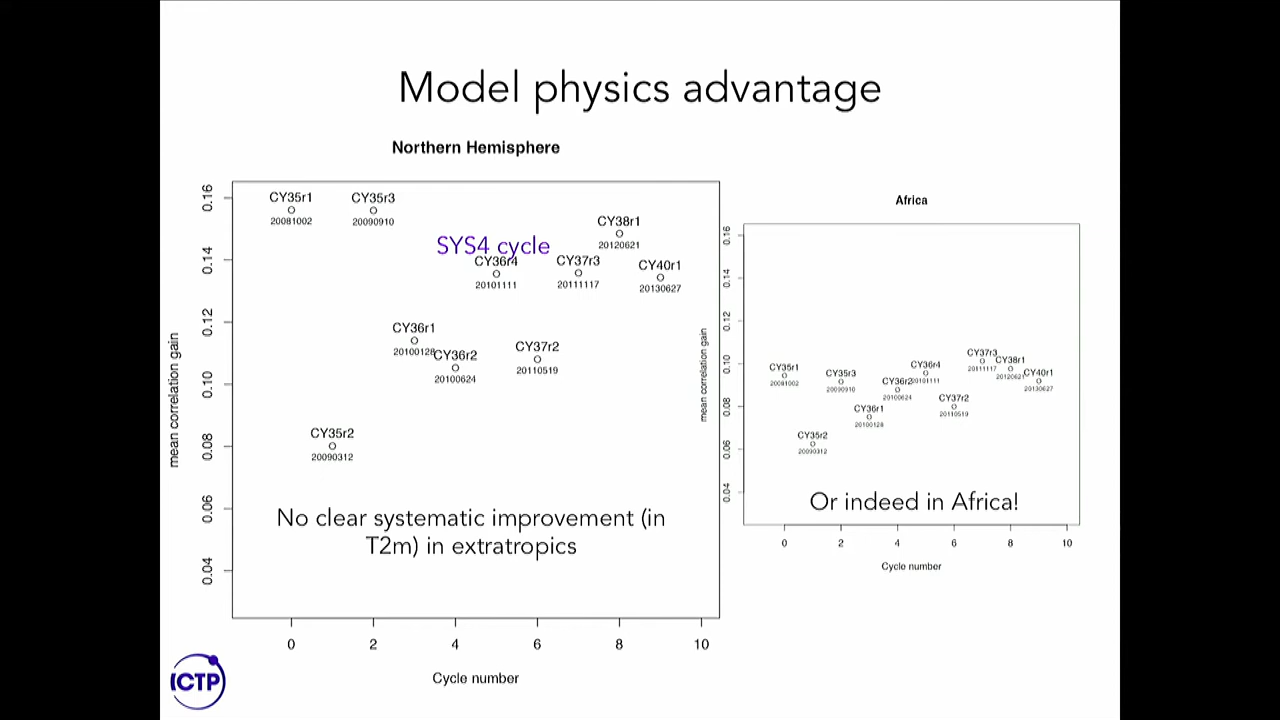 Model physics advantage
Northern Hemisphere
mean correlation gain
0.16
0.14
0.12
0.10
0.08
0.06
0.04
CY35r1
20081002
CY35r3
20090910
SYS4 cycle
CY36r4
20101111
CY37r3
20111117
CY38r1
20120621
CY40r1
20130627
CY36r1
20100128
CY36r2
20100624
CY37r2
20110519
CY35r2
20090312
No clear systematic improvement (in
T2m) in extratropics
0 2 4 6 8 10
Cycle number
Africa
mean correlation gain
0.16
0.14
0.12
0.10
0.08
0.06
0.04
CY35r1
20081002
CY35r3
20090910
CY36r4
20101111
CY37r3
20111117
CY38r1
20120621
CY40r1
20130627
CY36r2
20100624
CY36r1
20100128
CY37r2
20110519
CY35r2
20090312
Or indeed in Africa!
0 2 4 6 8 10
Cycle number
ICTP